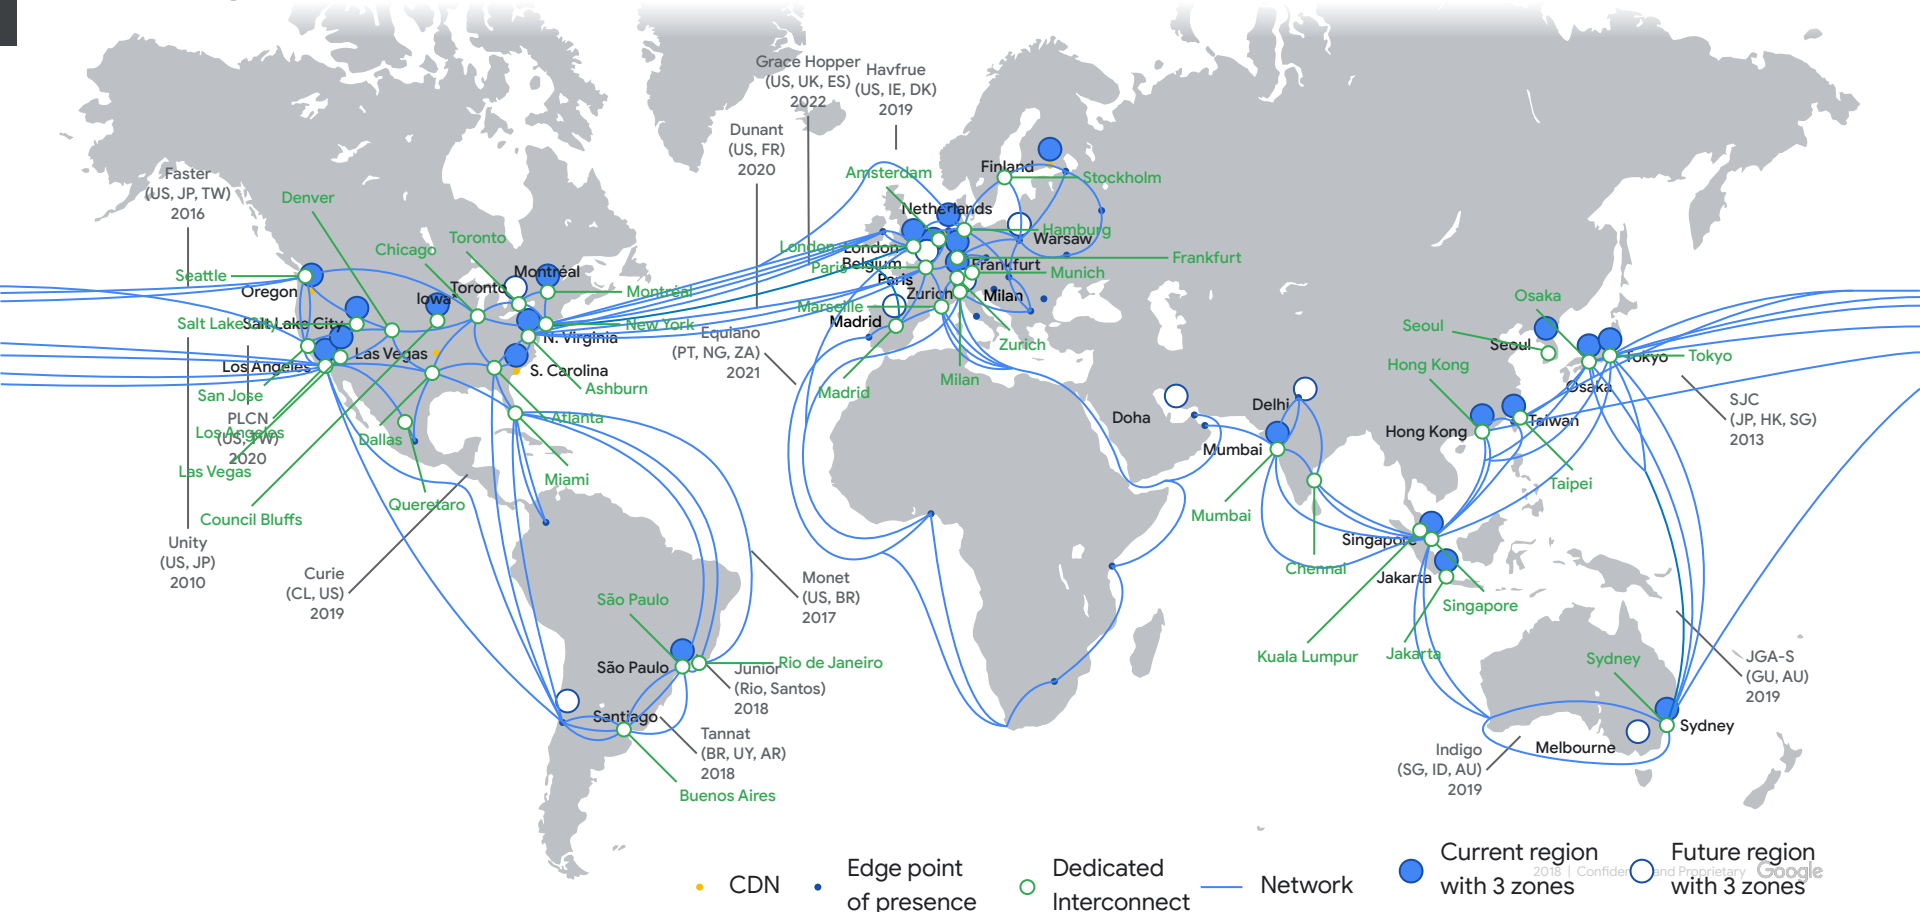 Grace Hopper
(US, UK, ES)
2022
Havfrue
(US, IE, DK)
2019
Dunant
(US, FR)
2020
Faster
(US, JP, TW)
2016
Amsterdam
Finland
Stockholm
Denver
Netherlands
Chicago
Toronto
London
London
Hamburg
Warsaw
Belgium
Frankfurt
Frankfurt
Seattle
Oregon
Montréal
Toronto
Montréal
Paris
Paris
Munich
Iowa
Zurich
Milan
Osaka
Salt Lake City
Salt Lake City
New York
Marseille
Madrid
Seoul
Seoul
N. Virginia
Equiano
(PT, NG, ZA)
2021
Zurich
Las Vegas
Los Angeles
S. Carolina
Tokyo
Tokyo
Hong Kong
Osaka
San Jose
Ashburn
Madrid
Milan
PLCN
(US, TW)
2020
Los Angeles
Dallas
Atlanta
Doha
Delhi
Hong Kong
Taiwan
SJC
(JP, HK, SG)
2013
Las Vegas
Miami
Mumbai
Taipei
Council Bluffs
Queretaro
Mumbai
Unity
(US, JP)
2010
Singapore
Chennai
Jakarta
Curie
(CL, US)
2019
Monet
(US, BR)
2017
São Paulo
Singapore
São Paulo
Rio de Janeiro
Kuala Lumpur
Jakarta
Sydney
Junior
(Rio, Santos)
2018
JGA-S
(GU, AU)
2019
Santiago
Sydney
Tannat
(BR, UY, AR)
2018
Melbourne
Indigo
(SG, ID, AU)
2019
Buenos Aires
CDN
Edge point
of presence
Dedicated
Interconnect
Network
Current region
with 3 zones
Future region
with 3 zones
2018 | Confiden and Proprietary Google